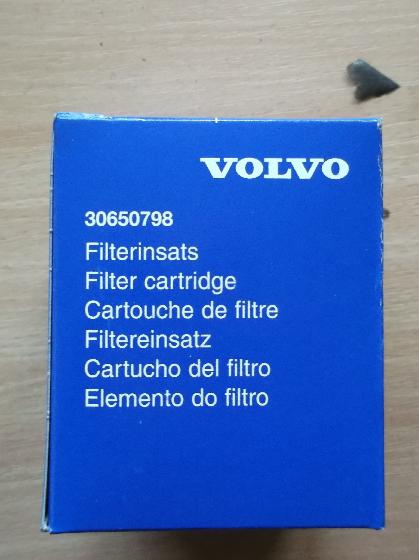 VOLVO
30650798
Filterinsats
Filter cartridge
Cartouche de filtre
Filtereinsatz
Cartucho del filtro
Elemento do filtro